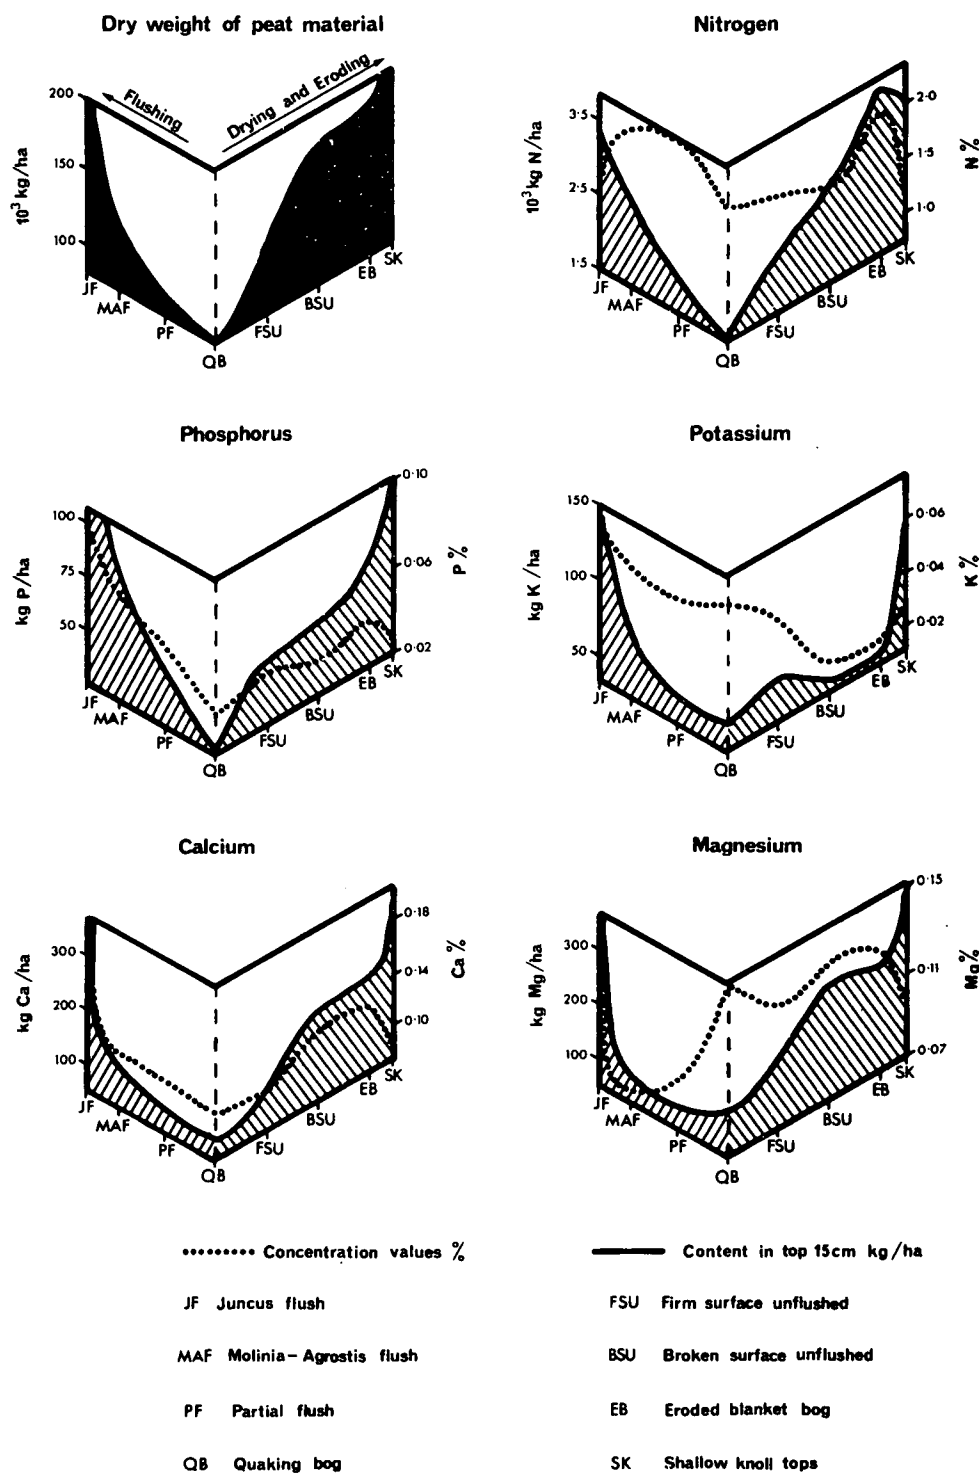 Dry weight of peat material
Flushing
Drying and Eroding
10³ kg/ha
200
150
100
JF
MAF
PF
QB
FSU
BSU
EB
SK
Nitrogen
10³ kg N/ha
3·5
2·5
1·5
N %
2·0
1·5
1·0
JF
MAF
PF
QB
FSU
BSU
EB
SK
Phosphorus
kg P/ha
100
75
50
P %
0·10
0·06
0·02
JF
MAF
PF
QB
FSU
BSU
EB
SK
Potassium
kg K/ha
150
100
50
K %
0·06
0·04
0·02
JF
MAF
PF
QB
FSU
BSU
EB
SK
Calcium
kg Ca/ha
300
200
100
Ca %
0·18
0·14
0·10
JF
MAF
PF
QB
FSU
BSU
EB
SK
Magnesium
kg Mg/ha
300
200
100
Mg %
0·15
0·11
0·07
JF
MAF
PF
QB
FSU
BSU
EB
SK
Concentration values %
Content in top 15cm kg/ha
JF Juncus flush
FSU Firm surface unflushed
MAF Molinia-Agrostis flush
BSU Broken surface unflushed
PF Partial flush
EB Eroded blanket bog
QB Quaking bog
SK Shallow knoll tops